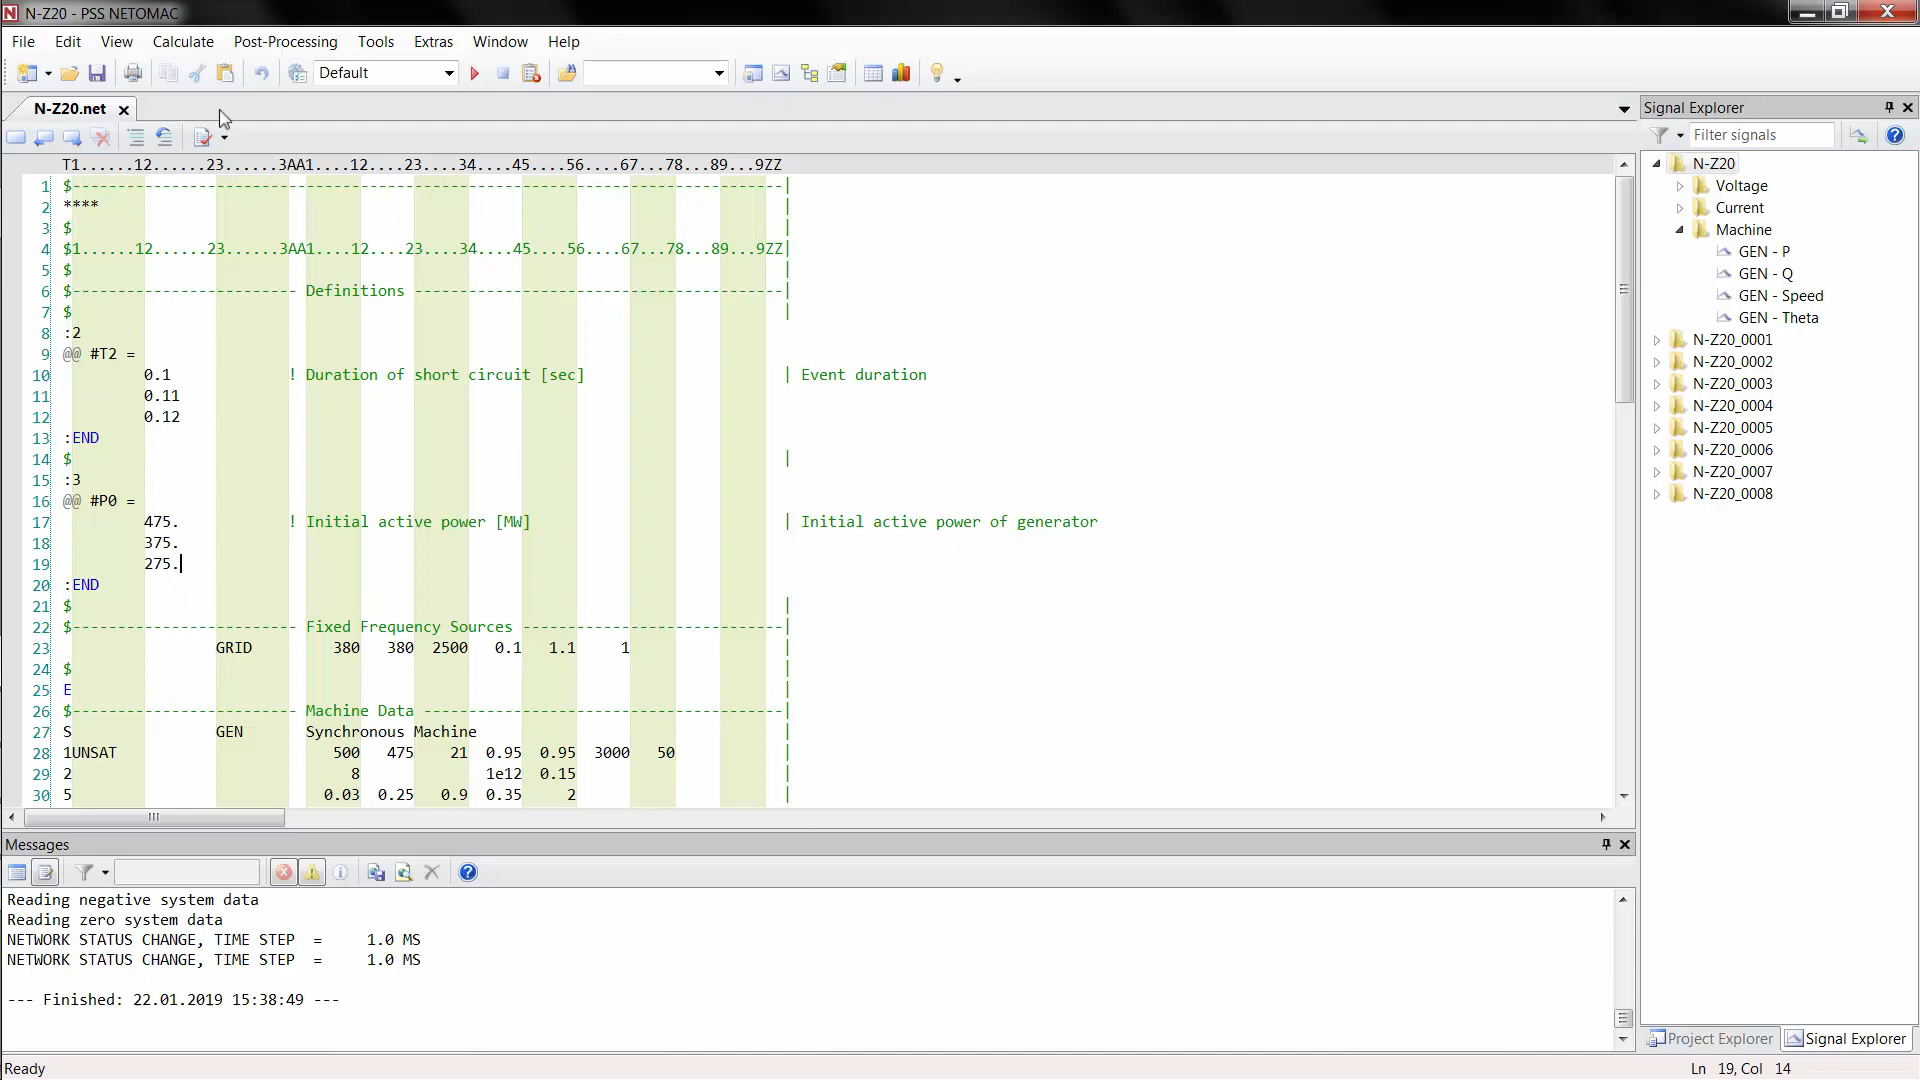 N-Z20 - PSS NETOMAC
File Edit View Calculate Post-Processing Tools Extras Window Help
Default
N-Z20.net
T1......12......23......3AA1....12....23....34....45....56....67...78...89...9ZZ
1 $--------------------------------------------------------------------------------|
2 **** |
3 $ |
4 $1......12......23......3AA1....12....23....34....45....56....67...78...89...9ZZ|
5 $ |
6 $------------------------- Definitions -----------------------------------------|
7 $ |
8 :2
9 @@ #T2 =
10 0.1 ! Duration of short circuit [sec] | Event duration
11 0.11
12 0.12
13 :END
14 $ |
15 :3
16 @@ #P0 =
17 475. ! Initial active power [MW] | Initial active power of generator
18 375.
19 275.
20 :END
21 $ |
22 $------------------------- Fixed Frequency Sources -----------------------------|
23 GRID 380 380 2500 0.1 1.1 1 |
24 $ |
25 E |
26 $------------------------- Machine Data ----------------------------------------|
27 S GEN Synchronous Machine |
28 1UNSAT 500 475 21 0.95 0.95 3000 50 |
29 2 8 1e12 0.15 |
30 5 0.03 0.25 0.9 0.35 2 |
Messages
Reading negative system data
Reading zero system data
NETWORK STATUS CHANGE, TIME STEP = 1.0 MS
NETWORK STATUS CHANGE, TIME STEP = 1.0 MS
--- Finished: 22.01.2019 15:38:49 ---
Signal Explorer
Filter signals
N-Z20
Voltage
Current
Machine
GEN - P
GEN - Q
GEN - Speed
GEN - Theta
N-Z20_0001
N-Z20_0002
N-Z20_0003
N-Z20_0004
N-Z20_0005
N-Z20_0006
N-Z20_0007
N-Z20_0008
Project Explorer Signal Explorer
Ready
Ln 19, Col 14